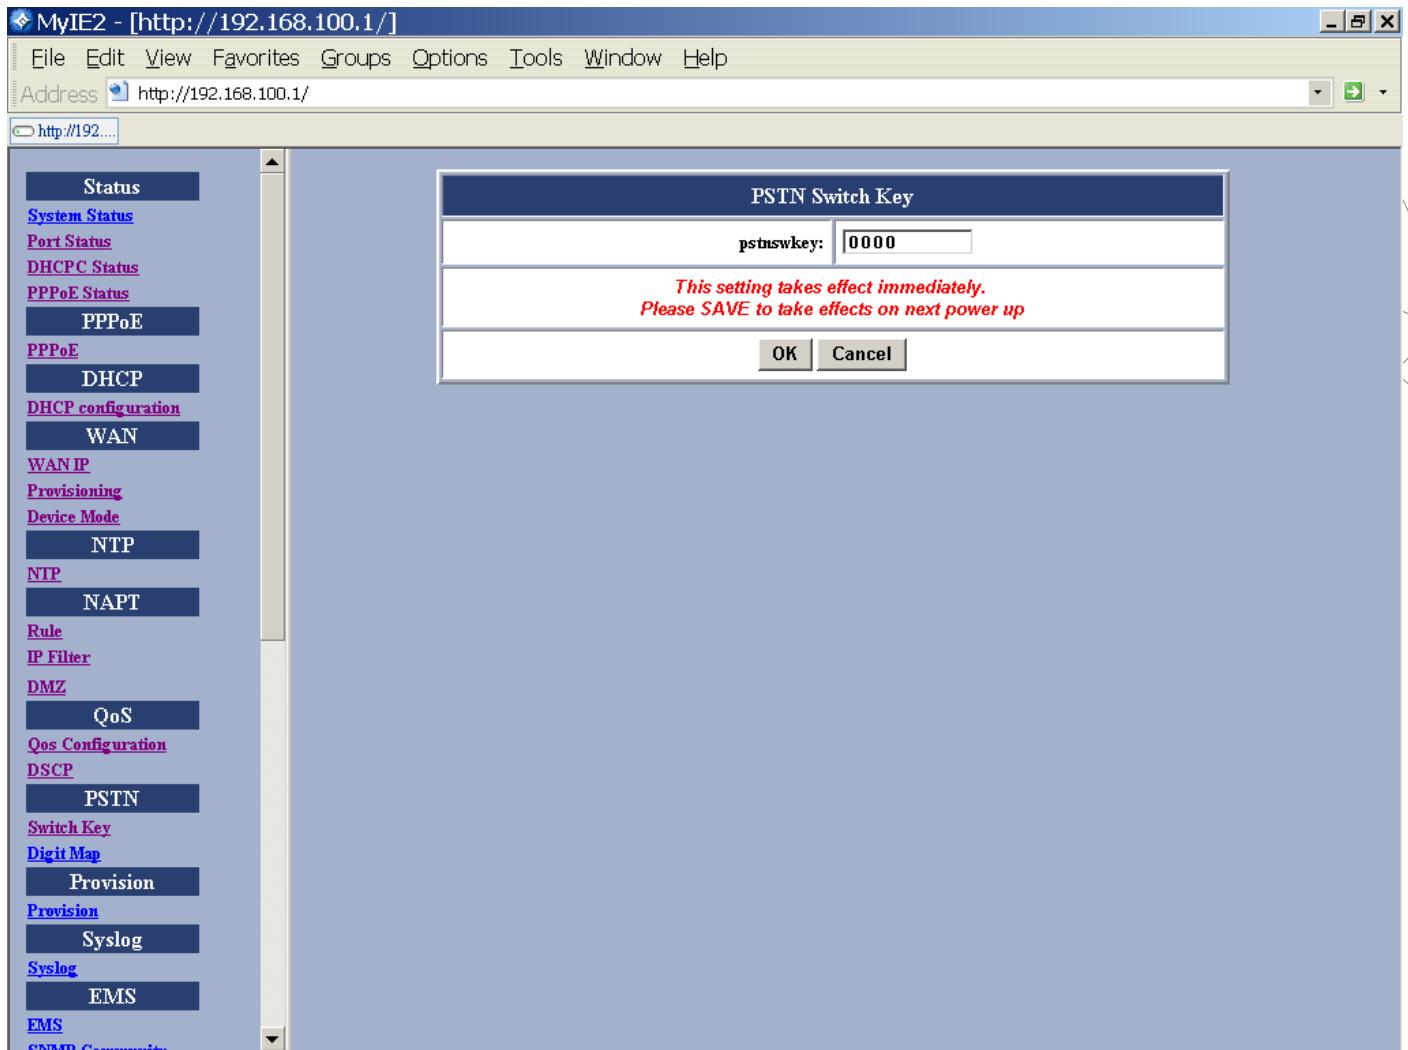 MyIE2 - [http://192.168.100.1/]
File Edit View Favorites Groups Options Tools Window Help
Address http://192.168.100.1/
http://192....
Status
System Status
Port Status
DHCPC Status
PPPoE Status
PPPoE
PPPoE
DHCP
DHCP configuration
WAN
WAN IP
Provisioning
Device Mode
NTP
NTP
NAPT
Rule
IP Filter
DMZ
QoS
Qos Configuration
DSCP
PSTN
Switch Key
Digit Map
Provision
Provision
Syslog
Syslog
EMS
EMS
SNMP Community
PSTN Switch Key
pstnswkey: 0000
This setting takes effect immediately.
Please SAVE to take effects on next power up
OK Cancel